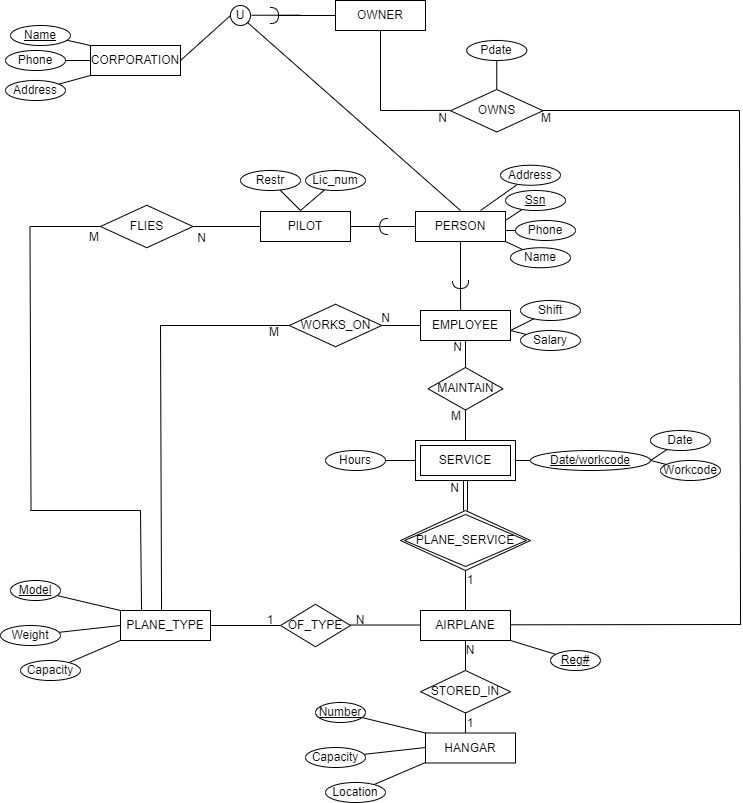 U
OWNER
Name
Phone
Address
CORPORATION
Pdate
N
OWNS
M
Restr
Lic_num
Address
Ssn
Phone
Name
M
FLIES
N
PILOT
PERSON
M
WORKS_ON
N
EMPLOYEE
Shift
Salary
N
MAINTAIN
M
Hours
SERVICE
Date/workcode
Date
Workcode
N
PLANE_SERVICE
1
Model
Weight
Capacity
PLANE_TYPE
1
OF_TYPE
N
AIRPLANE
Reg#
N
STORED_IN
1
Number
Capacity
Location
HANGAR